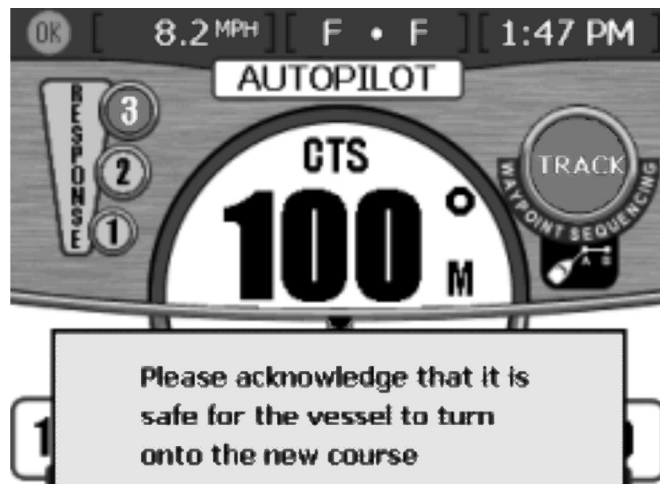 OK [ 8.2 MPH ] [ F • F ] [ 1:47 PM ]
AUTOPILOT
RESPONSE
3
2
1
CTS
100°
M
TRACK
WAYPOINT SEQUENCING
A B
Please acknowledge that it is
safe for the vessel to turn
onto the new course